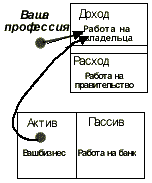 Ваша
профессия
Доход
Работа на
владельца
Расход
Работа на
правительство
Актив
Пассив
Вашбизнес
Работа на банк